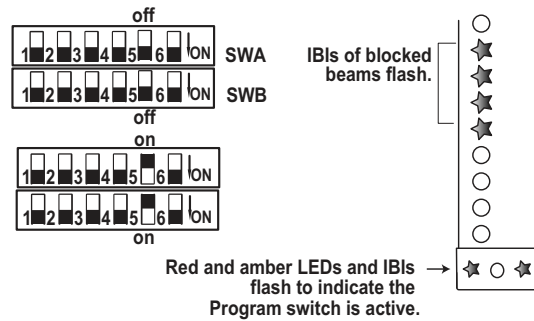 off
1 2 3 4 5 6 ON SWA
1 2 3 4 5 6 ON SWB
off
on
1 2 3 4 5 6 ON
1 2 3 4 5 6 ON
on
IBIs of blocked
beams flash.
Red and amber LEDs and IBIs
flash to indicate the
Program switch is active.